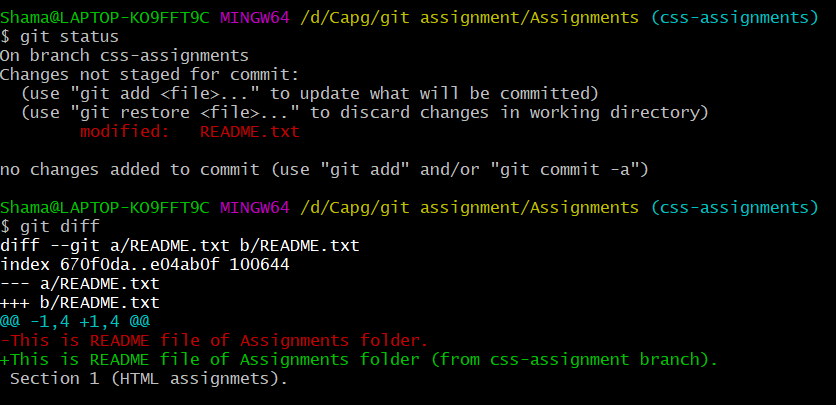 Shama@LAPTOP-KO9FFT9C MINGW64 /d/Capg/git assignment/Assignments (css-assignments)
$ git status
On branch css-assignments
Changes not staged for commit:
  (use "git add <file>..." to update what will be committed)
  (use "git restore <file>..." to discard changes in working directory)
        modified:   README.txt

no changes added to commit (use "git add" and/or "git commit -a")

Shama@LAPTOP-KO9FFT9C MINGW64 /d/Capg/git assignment/Assignments (css-assignments)
$ git diff
diff --git a/README.txt b/README.txt
index 670f0da..e04ab0f 100644
--- a/README.txt
+++ b/README.txt
@@ -1,4 +1,4 @@
-This is README file of Assignments folder.
+This is README file of Assignments folder (from css-assignment branch).
 Section 1 (HTML assignmets).